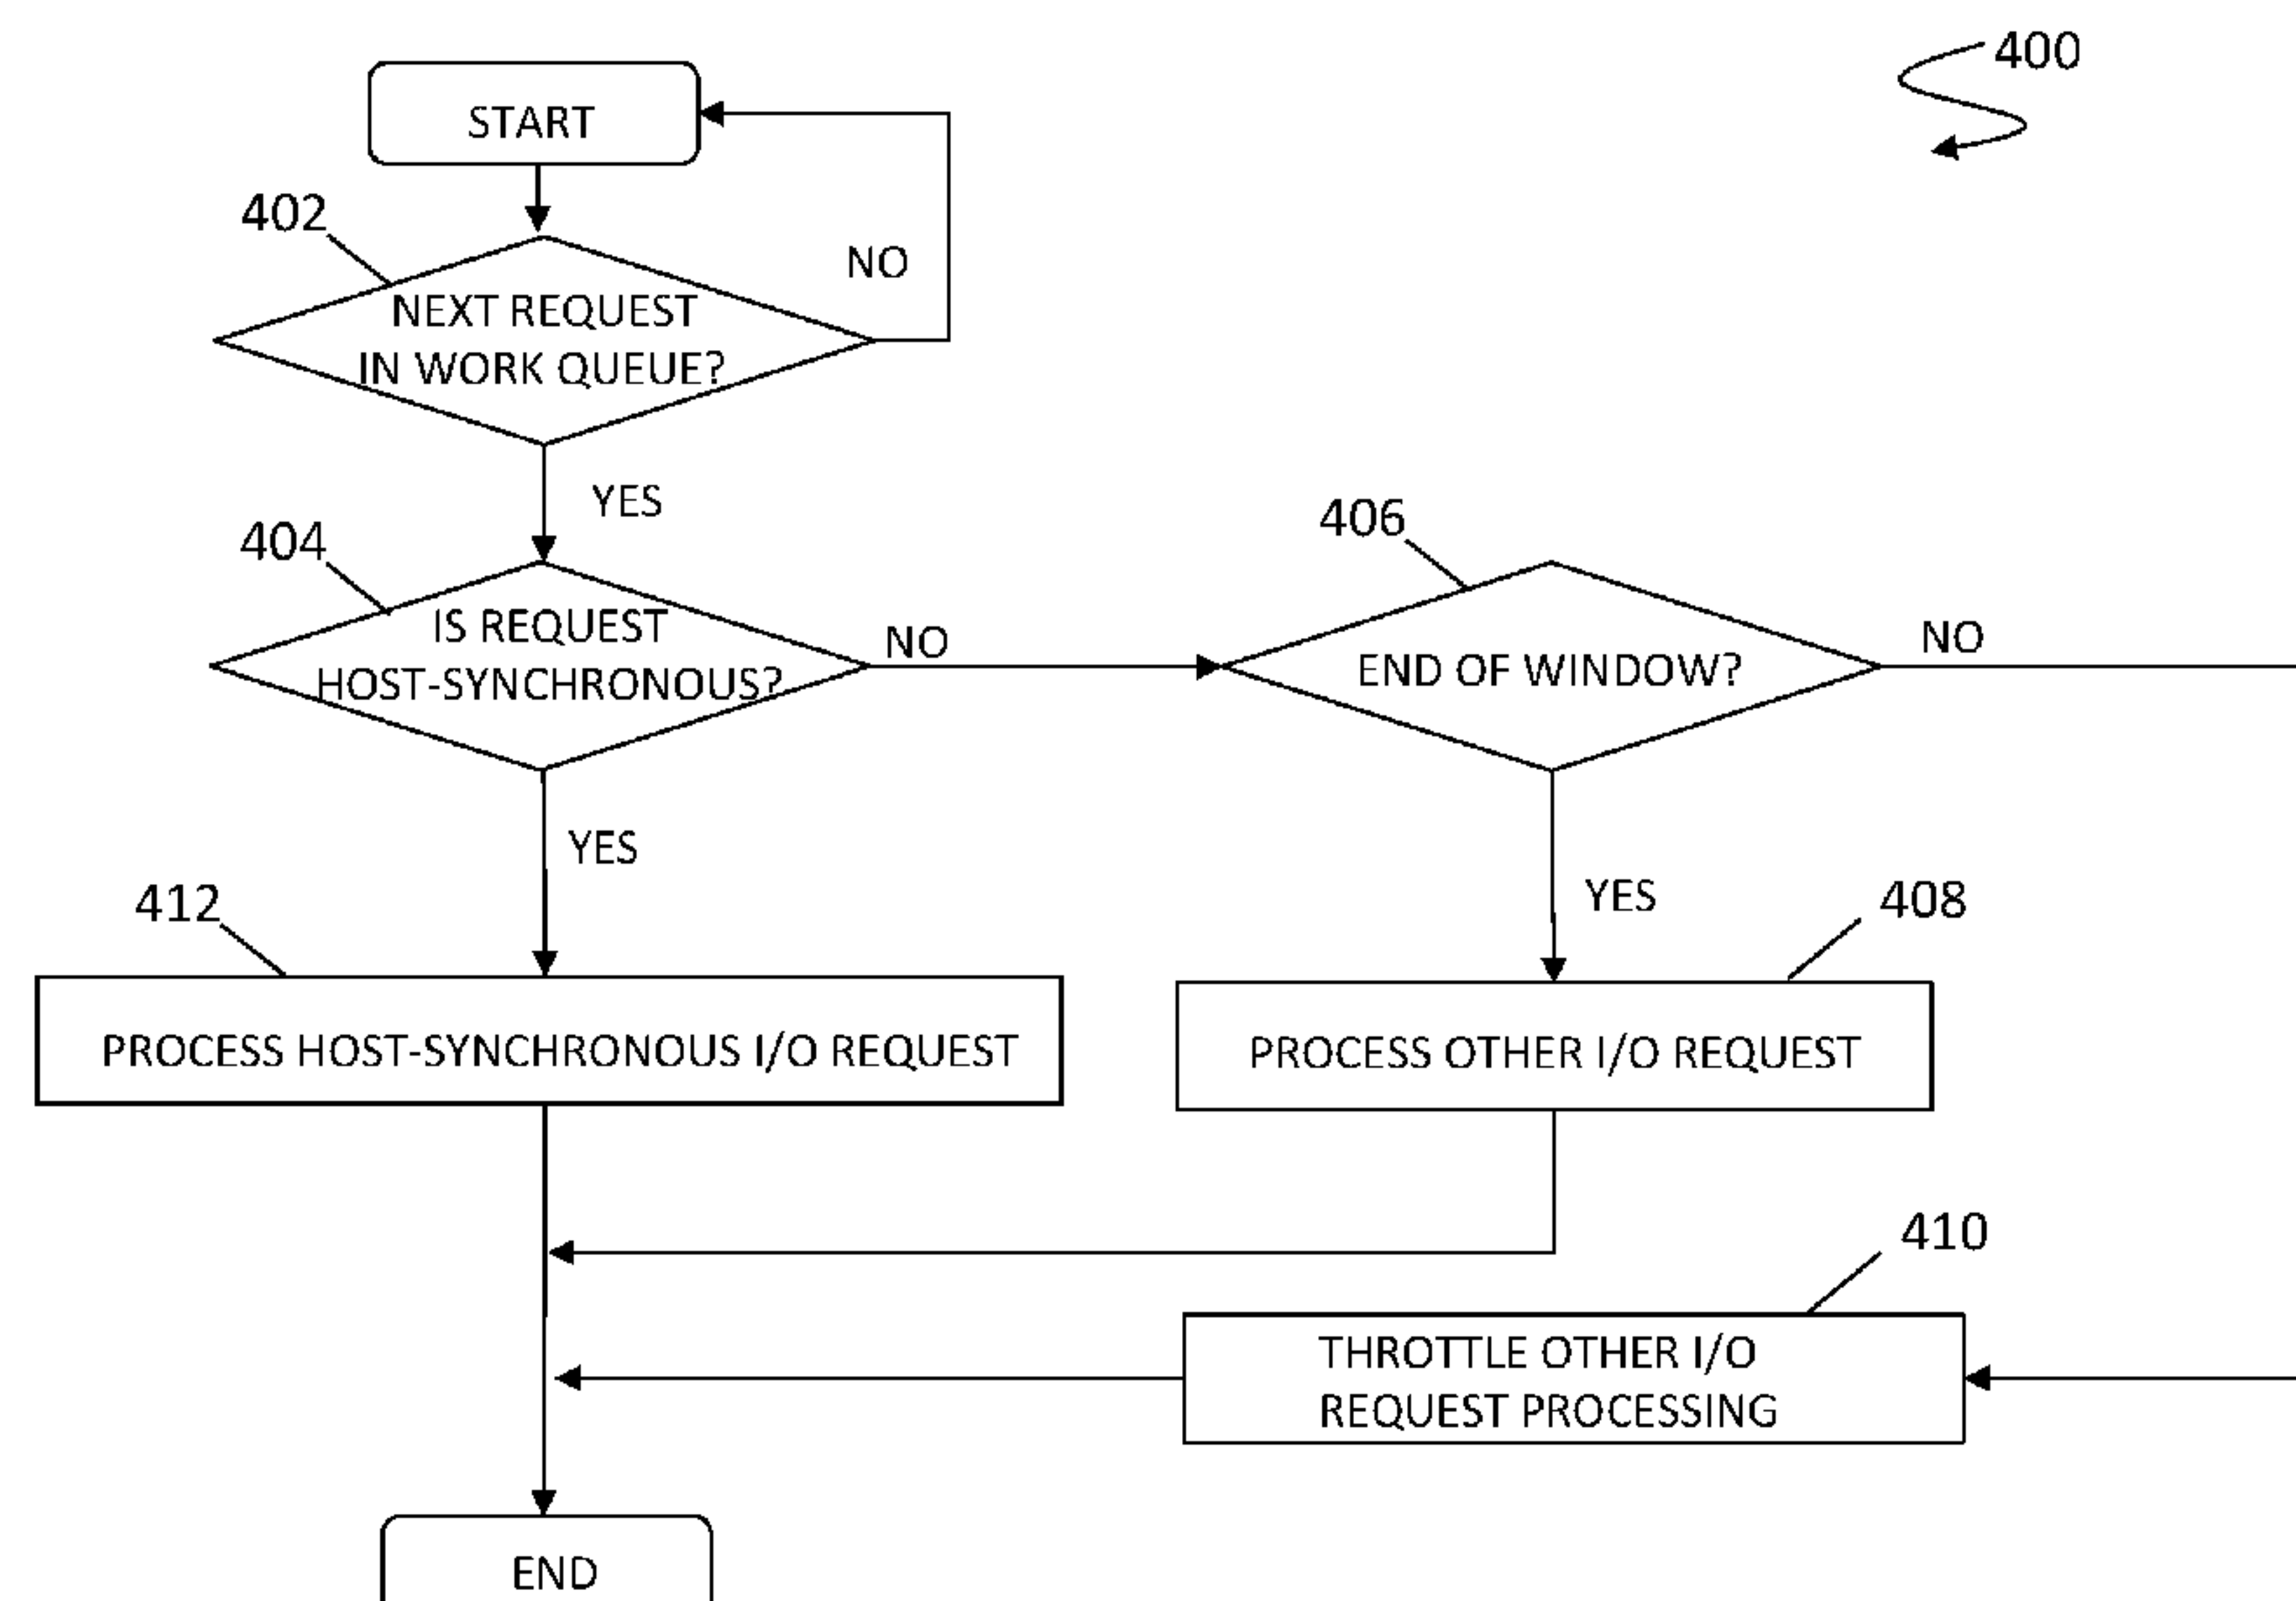 400
START
402
NO
NEXT REQUEST
IN WORK QUEUE?
YES
404
406
IS REQUEST
HOST-SYNCHRONOUS?
NO
END OF WINDOW?
NO
YES
YES
412
408
PROCESS HOST-SYNCHRONOUS I/O REQUEST
PROCESS OTHER I/O REQUEST
410
THROTTLE OTHER I/O
REQUEST PROCESSING
END